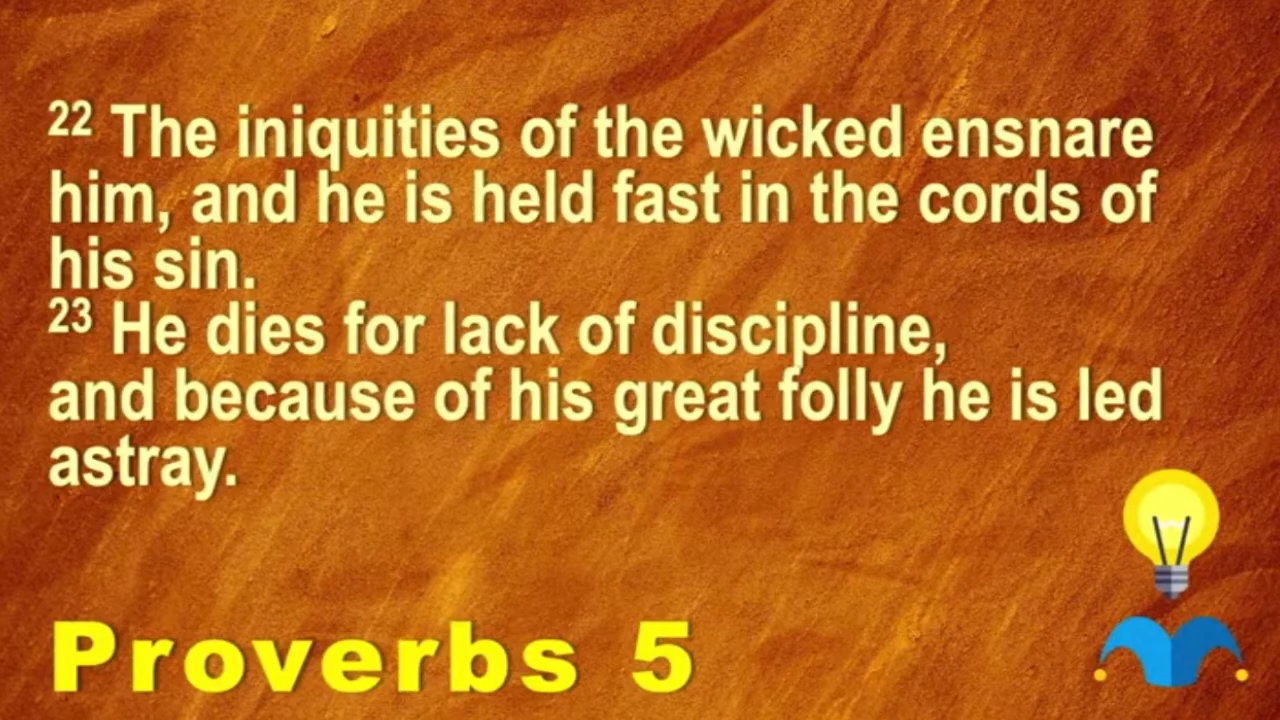 22 The iniquities of the wicked ensnare
him, and he is held fast in the cords of
his sin.
23 He dies for lack of discipline,
and because of his great folly he is led
astray.
Proverbs 5